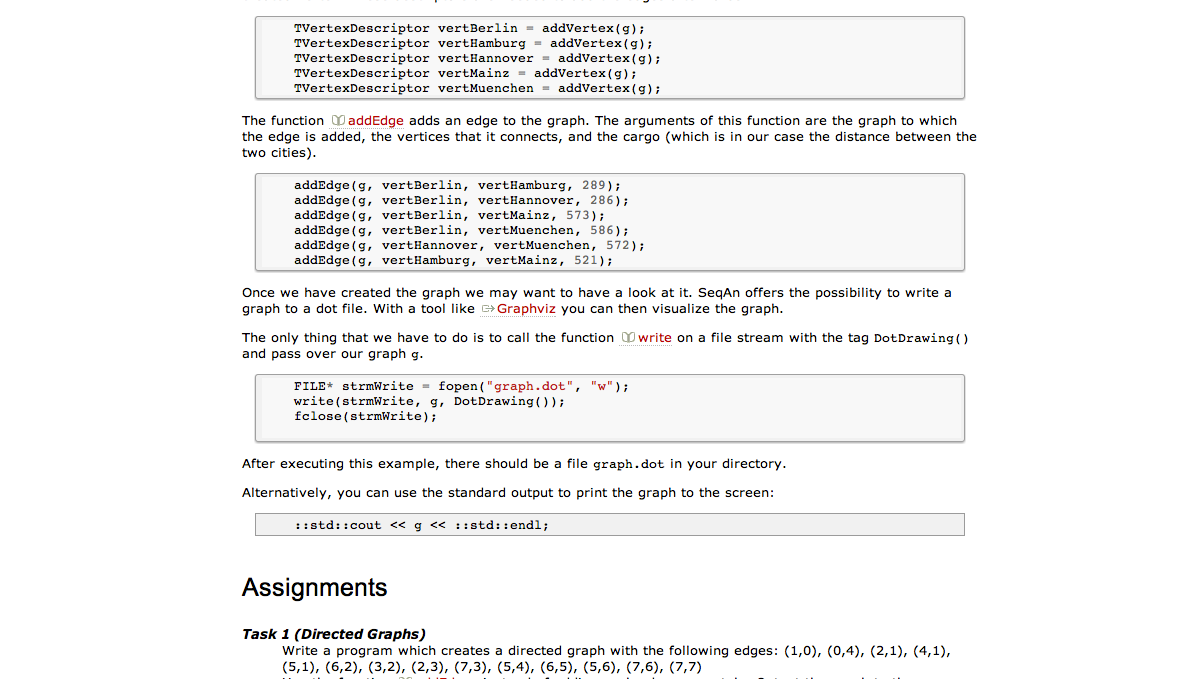 TVertexDescriptor vertBerlin = addVertex(g);
TVertexDescriptor vertHamburg = addVertex(g);
TVertexDescriptor vertHannover = addVertex(g);
TVertexDescriptor vertMainz = addVertex(g);
TVertexDescriptor vertMuenchen = addVertex(g);
The function addEdge adds an edge to the graph. The arguments of this function are the graph to which
the edge is added, the vertices that it connects, and the cargo (which is in our case the distance between the
two cities).
addEdge(g, vertBerlin, vertHamburg, 289);
addEdge(g, vertBerlin, vertHannover, 286);
addEdge(g, vertBerlin, vertMainz, 573);
addEdge(g, vertBerlin, vertMuenchen, 586);
addEdge(g, vertHannover, vertMuenchen, 572);
addEdge(g, vertHamburg, vertMainz, 521);
Once we have created the graph we may want to have a look at it. SeqAn offers the possibility to write a
graph to a dot file. With a tool like Graphviz you can then visualize the graph.
The only thing that we have to do is to call the function write on a file stream with the tag DotDrawing()
and pass over our graph g.
FILE* strmWrite = fopen("graph.dot", "w");
write(strmWrite, g, DotDrawing());
fclose(strmWrite);
After executing this example, there should be a file graph.dot in your directory.
Alternatively, you can use the standard output to print the graph to the screen:
::std::cout << g << ::std::endl;
Assignments
Task 1 (Directed Graphs)
Write a program which creates a directed graph with the following edges: (1,0), (0,4), (2,1), (4,1),
(5,1), (6,2), (3,2), (2,3), (7,3), (5,4), (6,5), (5,6), (7,6), (7,7)